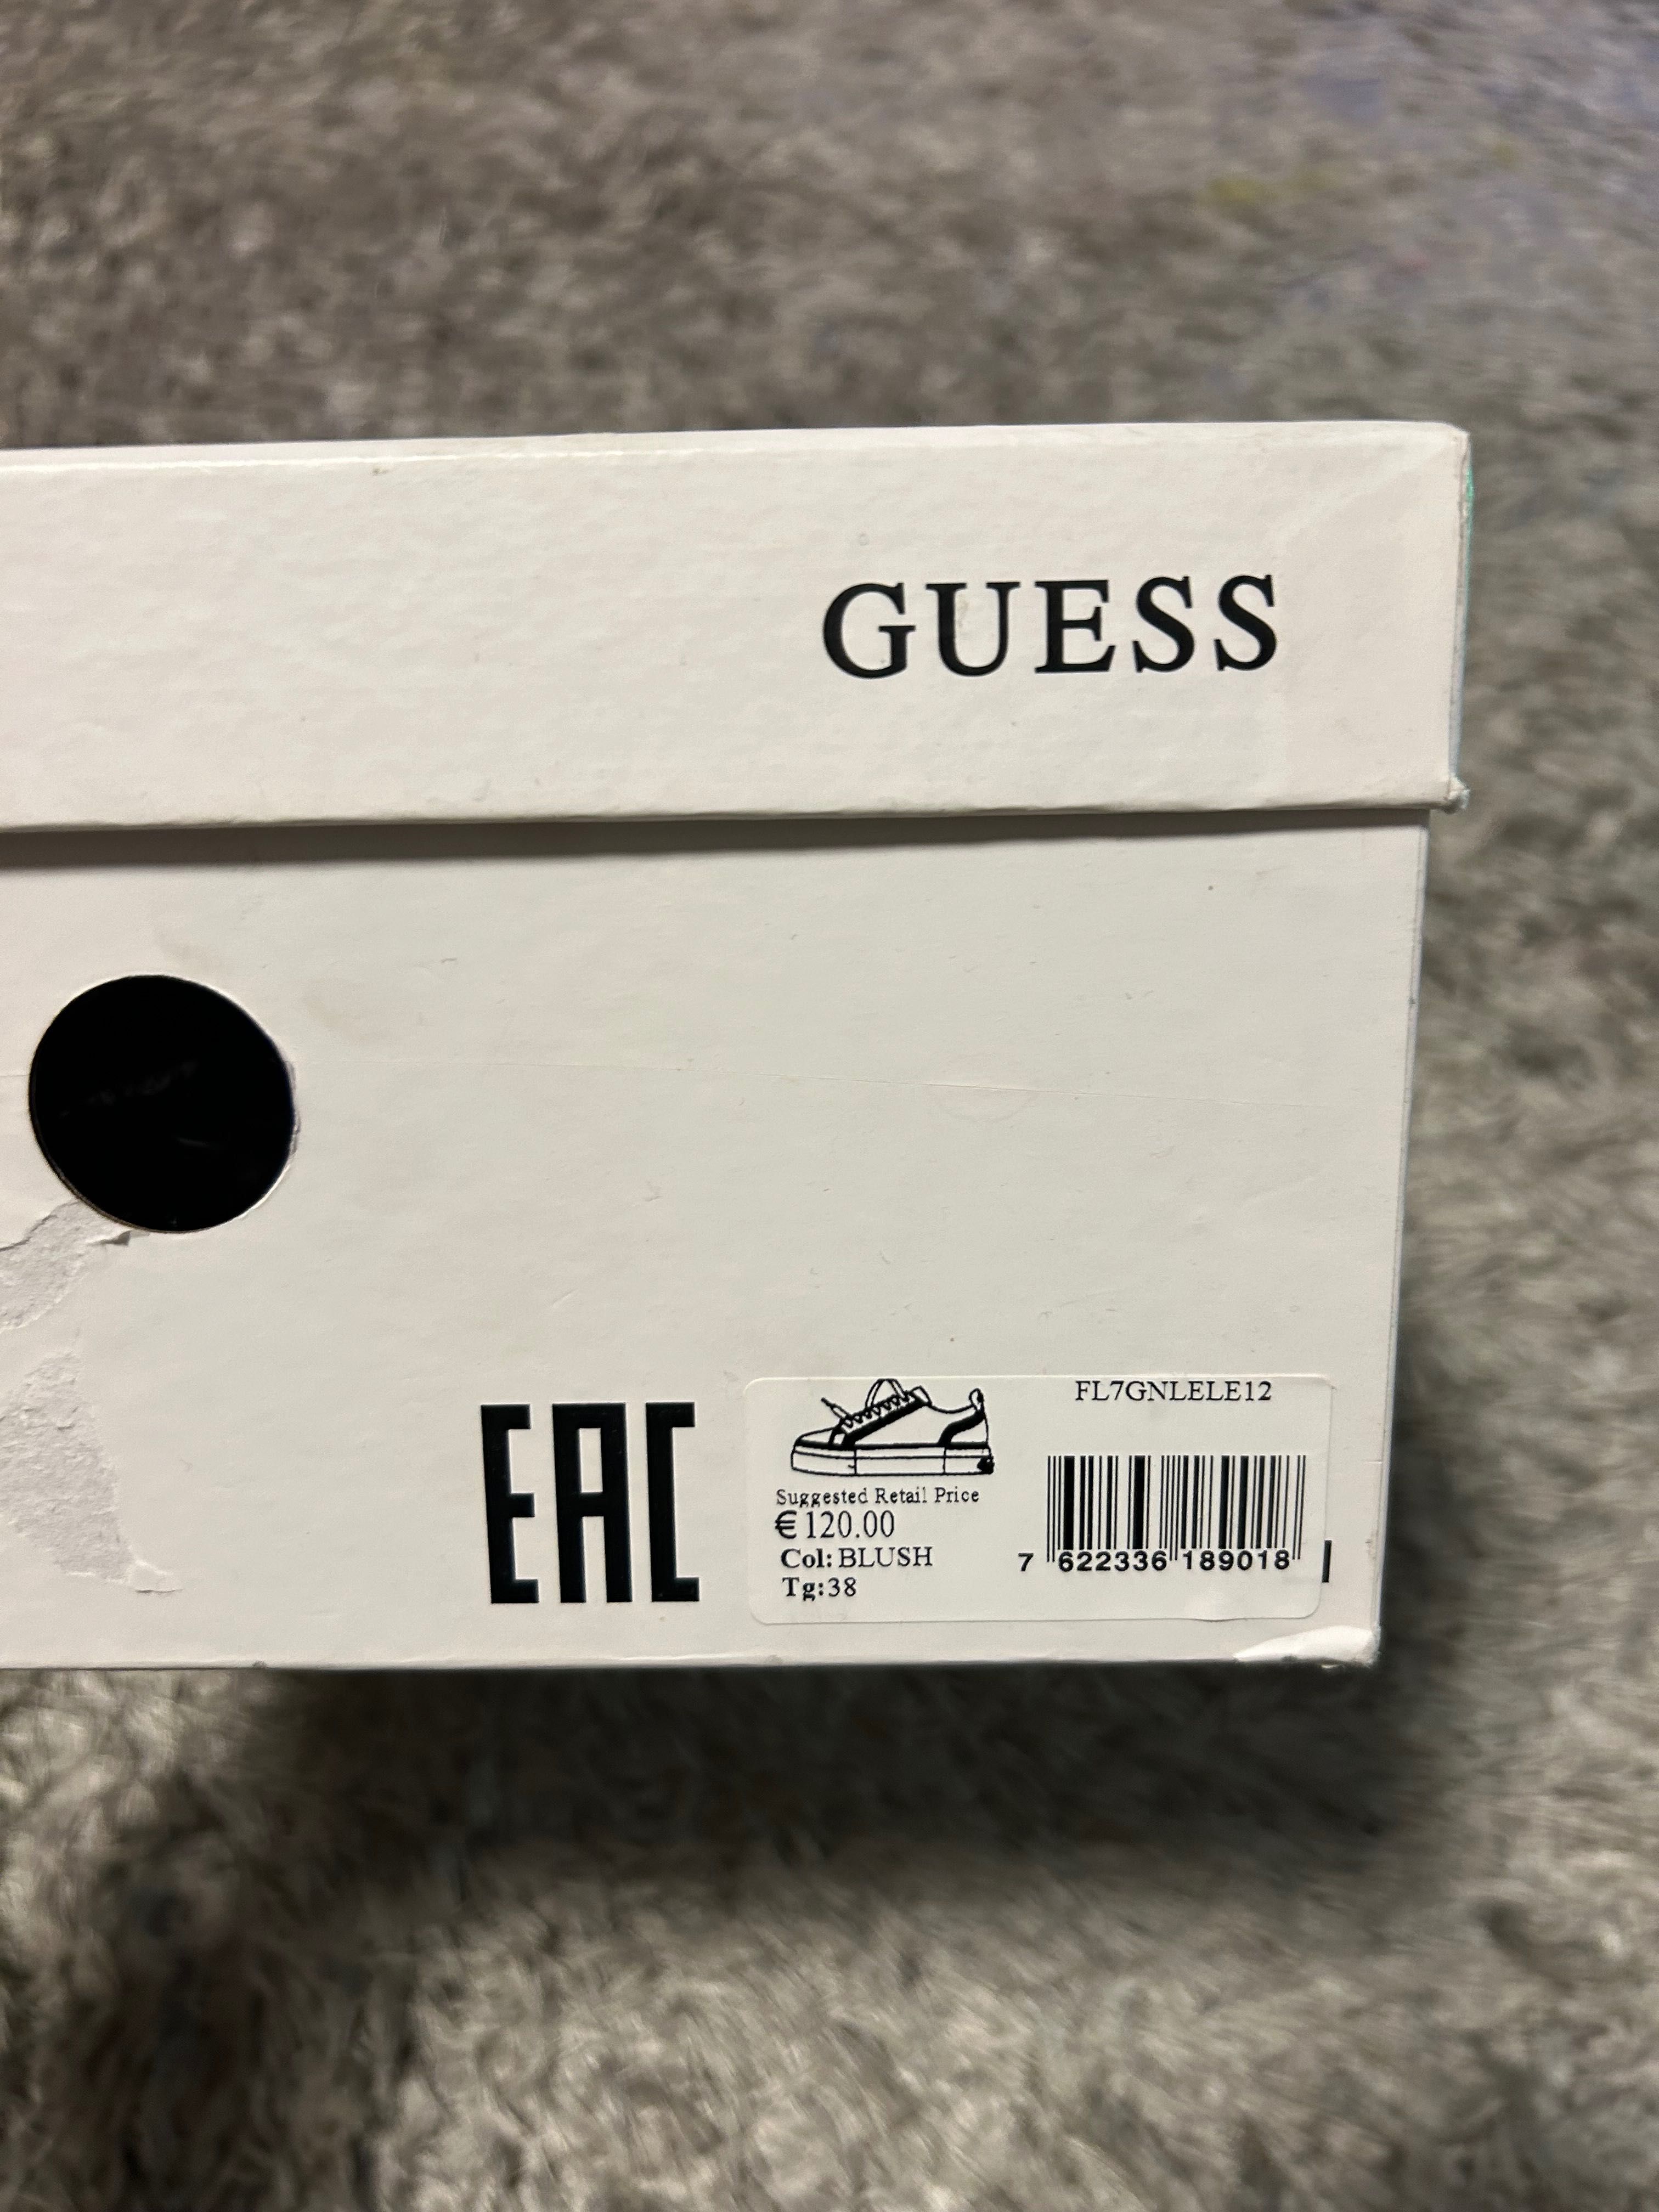 GUESS
EAC
FL7GNLELE12
Suggested Retail Price
€120.00
Col: BLUSH
Tg:38
7 622336 189018